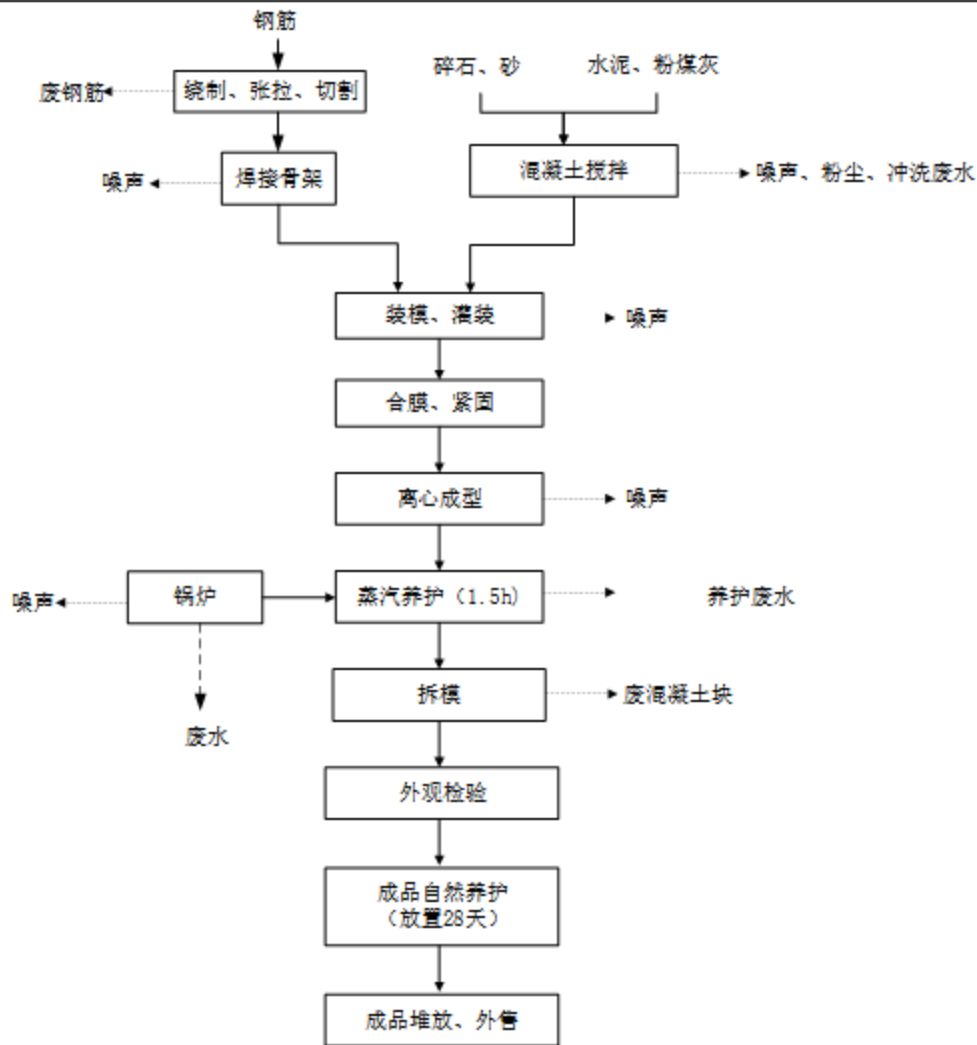 钢筋
碎石、砂
水泥、粉煤灰
废钢筋
绕制、张拉、切割
噪声
焊接骨架
混凝土搅拌
噪声、粉尘、冲洗废水
装模、灌装
噪声
合膜、紧固
离心成型
噪声
噪声
锅炉
蒸汽养护（1.5h）
养护废水
拆模
废混凝土块
废水
外观检验
成品自然养护
（放置28天）
成品堆放、外售